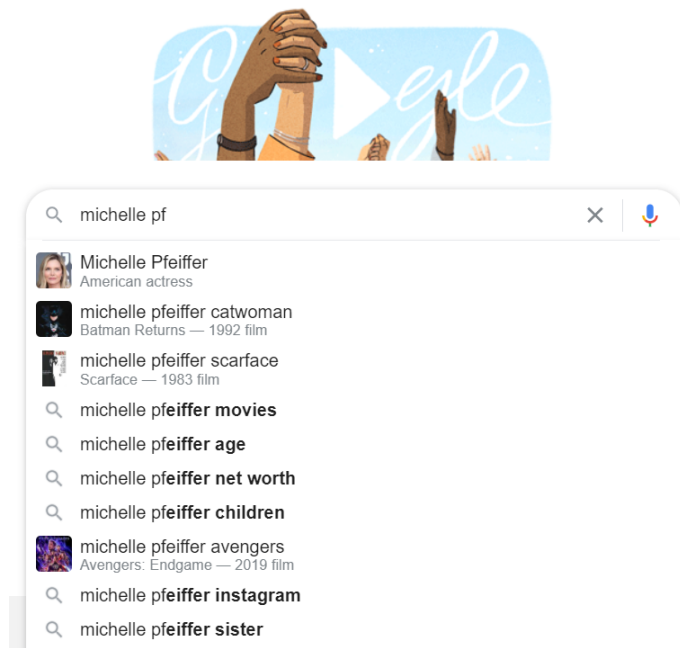 Google
michelle pf
Michelle Pfeiffer
American actress
michelle pfeiffer catwoman
Batman Returns — 1992 film
michelle pfeiffer scarface
Scarface — 1983 film
michelle pfeiffer movies
michelle pfeiffer age
michelle pfeiffer net worth
michelle pfeiffer children
michelle pfeiffer avengers
Avengers: Endgame — 2019 film
michelle pfeiffer instagram
michelle pfeiffer sister